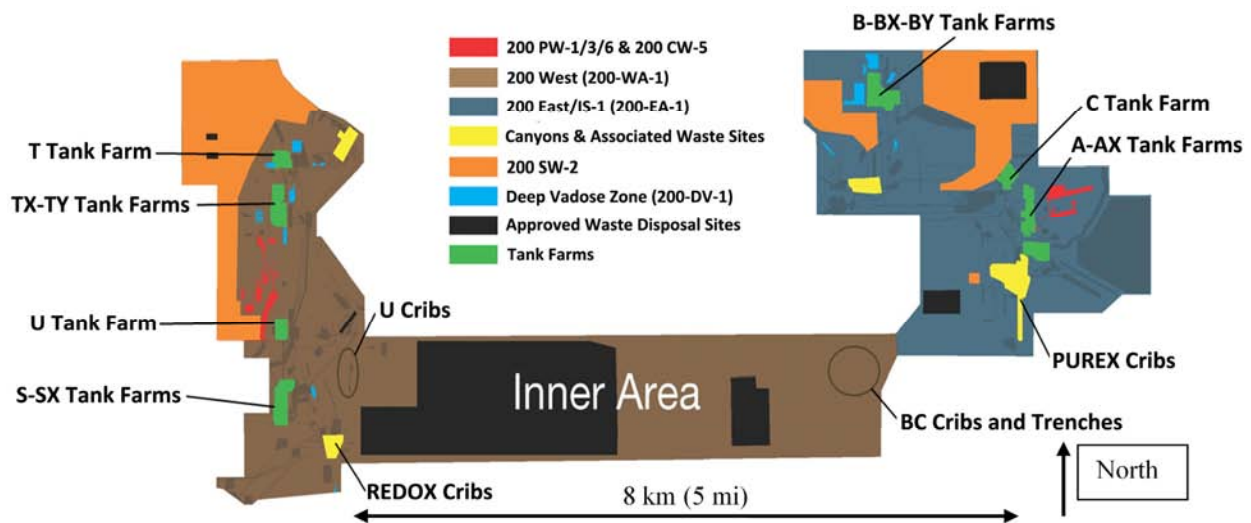 B-BX-BY Tank Farms
200 PW-1/3/6 & 200 CW-5
200 West (200-WA-1)
200 East/IS-1 (200-EA-1)
Canyons & Associated Waste Sites
200 SW-2
Deep Vadose Zone (200-DV-1)
Approved Waste Disposal Sites
Tank Farms
C Tank Farm
A-AX Tank Farms
T Tank Farm
TX-TY Tank Farms
U Cribs
U Tank Farm
PUREX Cribs
S-SX Tank Farms
Inner Area
BC Cribs and Trenches
REDOX Cribs
8 km (5 mi)
North